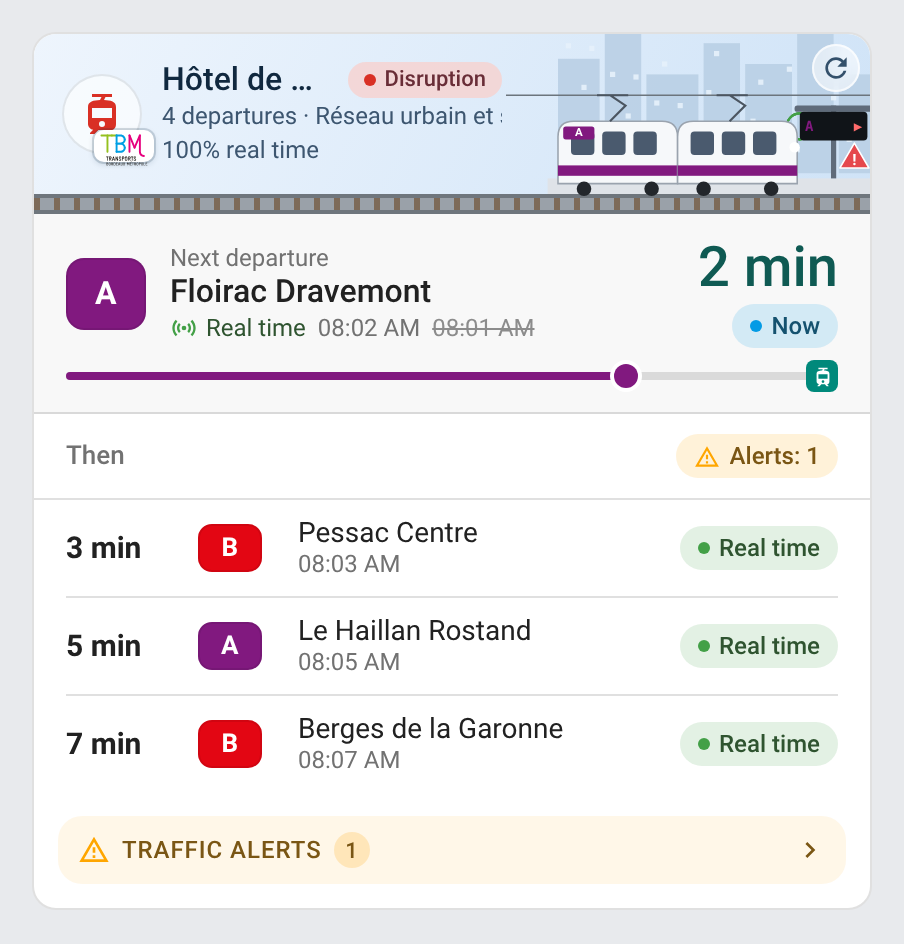 Hôtel de ...
Disruption
4 departures · Réseau urbain et
100% real time
TBM
TRANSPORTS
BORDEAUX MÉTROPOLE
A
A
A
Next departure
Floirac Dravemont
Real time 08:02 AM 08:01 AM
2 min
Now
Then
Alerts: 1
3 min
B
Pessac Centre
08:03 AM
Real time
5 min
A
Le Haillan Rostand
08:05 AM
Real time
7 min
B
Berges de la Garonne
08:07 AM
Real time
TRAFFIC ALERTS 1